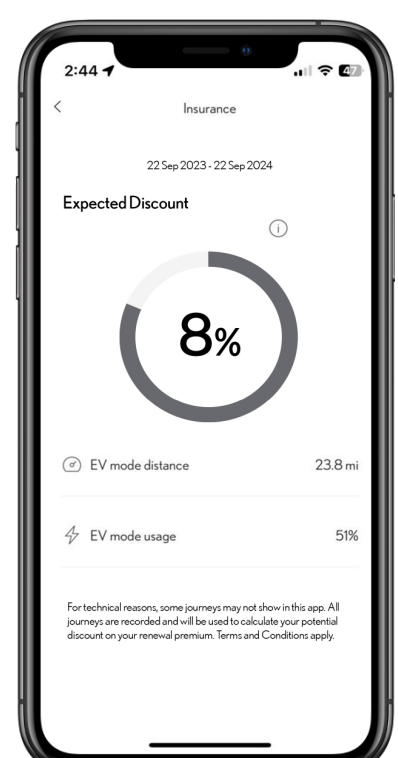 2:44
47
Insurance
22 Sep 2023 - 22 Sep 2024
Expected Discount
i
8%
EV mode distance 23.8 mi
EV mode usage 51%
For technical reasons, some journeys may not show in this app. All
journeys are recorded and will be used to calculate your potential
discount on your renewal premium. Terms and Conditions apply.